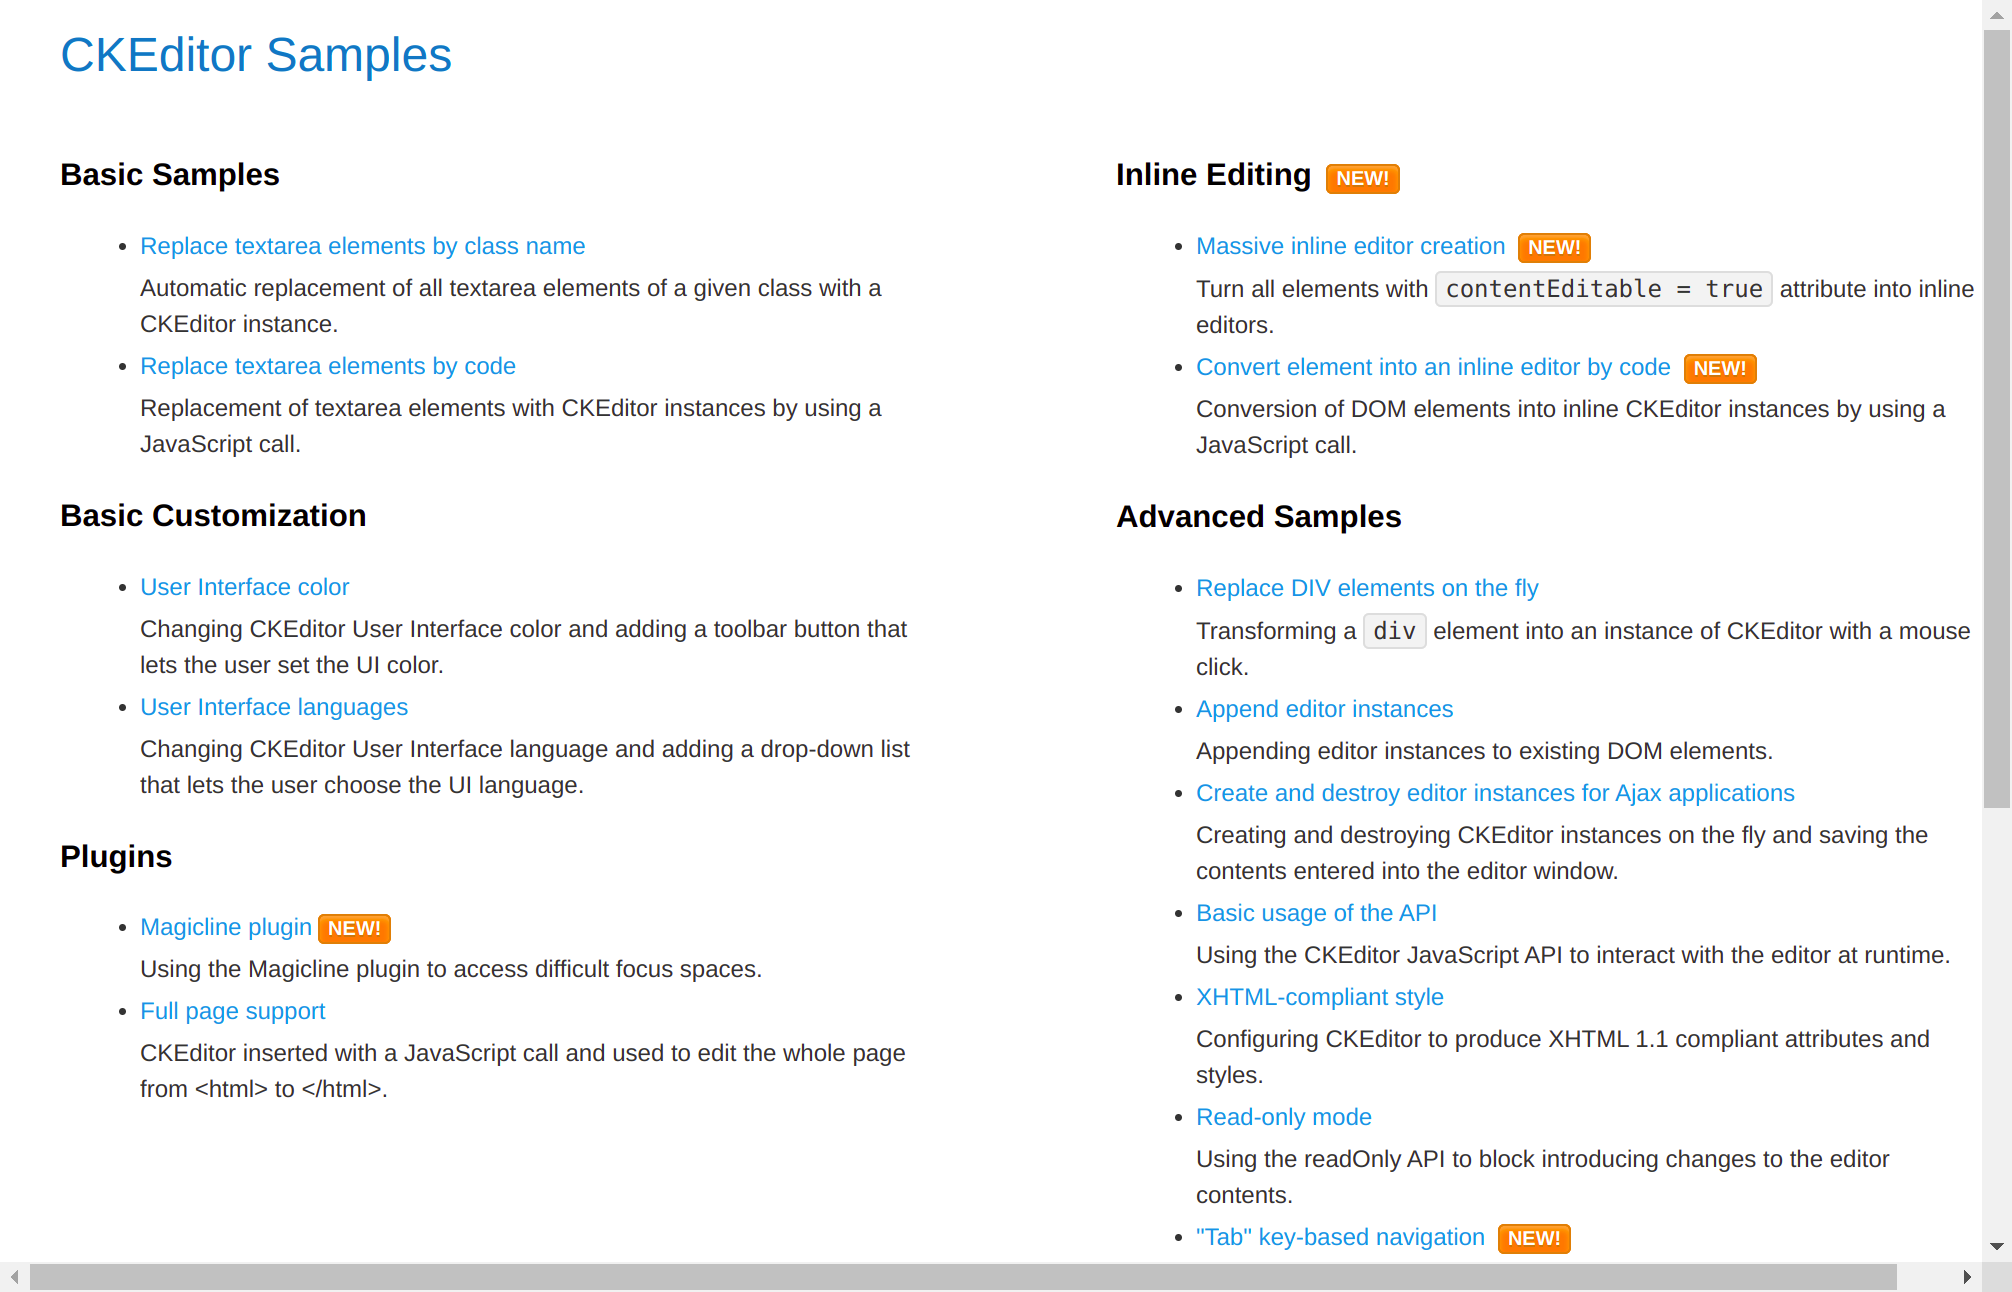 CKEditor Samples
Basic Samples
Replace textarea elements by class name
Automatic replacement of all textarea elements of a given class with a
CKEditor instance.
Replace textarea elements by code
Replacement of textarea elements with CKEditor instances by using a
JavaScript call.
Basic Customization
User Interface color
Changing CKEditor User Interface color and adding a toolbar button that
lets the user set the UI color.
User Interface languages
Changing CKEditor User Interface language and adding a drop-down list
that lets the user choose the UI language.
Plugins
Magicline plugin NEW!
Using the Magicline plugin to access difficult focus spaces.
Full page support
CKEditor inserted with a JavaScript call and used to edit the whole page
from <html> to </html>.
Inline Editing NEW!
Massive inline editor creation NEW!
Turn all elements with contentEditable = true attribute into inline
editors.
Convert element into an inline editor by code NEW!
Conversion of DOM elements into inline CKEditor instances by using a
JavaScript call.
Advanced Samples
Replace DIV elements on the fly
Transforming a div element into an instance of CKEditor with a mouse
click.
Append editor instances
Appending editor instances to existing DOM elements.
Create and destroy editor instances for Ajax applications
Creating and destroying CKEditor instances on the fly and saving the
contents entered into the editor window.
Basic usage of the API
Using the CKEditor JavaScript API to interact with the editor at runtime.
XHTML-compliant style
Configuring CKEditor to produce XHTML 1.1 compliant attributes and
styles.
Read-only mode
Using the readOnly API to block introducing changes to the editor
contents.
"Tab" key-based navigation NEW!